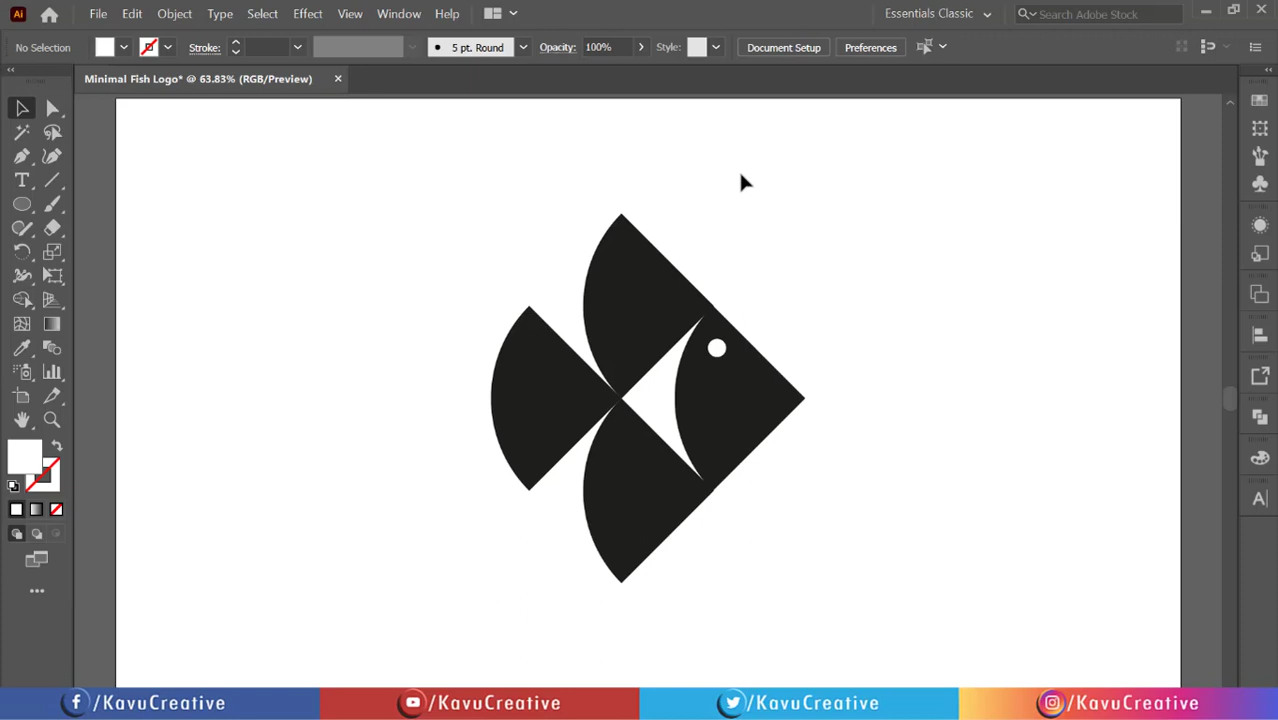 Ai File Edit Object Type Select Effect View Window Help Essentials Classic Search Adobe Stock
No Selection Stroke: 5 pt. Round Opacity: 100% Style: Document Setup Preferences
Minimal Fish Logo* @ 63.83% (RGB/Preview)
/KavuCreative /KavuCreative /KavuCreative /KavuCreative